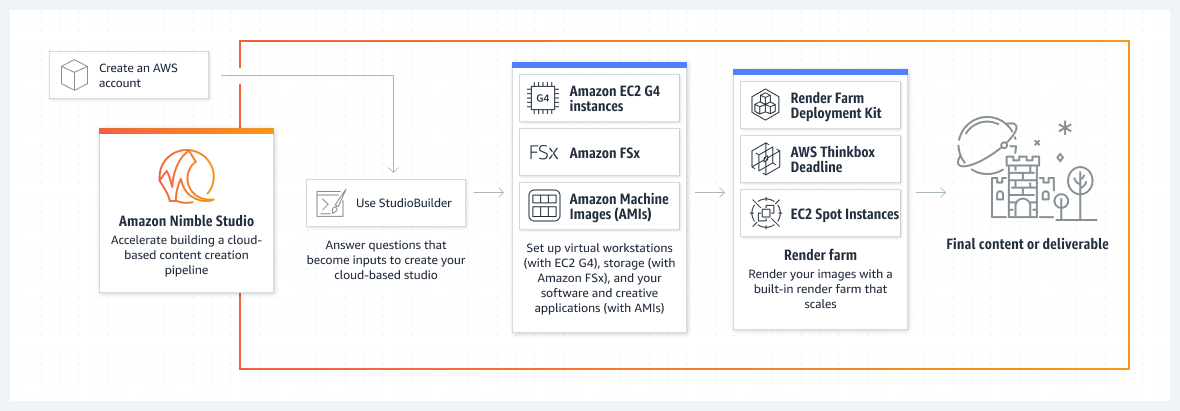 Create an AWS
account
Amazon Nimble Studio
Accelerate building a cloud-
based content creation
pipeline
Use StudioBuilder
Answer questions that
become inputs to create your
cloud-based studio
G4
Amazon EC2 G4
instances
FSx
Amazon FSx
Amazon Machine
Images (AMIs)
Set up virtual workstations
(with EC2 G4), storage (with
Amazon FSx), and your
software and creative
applications (with AMIs)
Render Farm
Deployment Kit
AWS Thinkbox
Deadline
EC2 Spot Instances
Render farm
Render your images with a
built-in render farm that
scales
Final content or deliverable